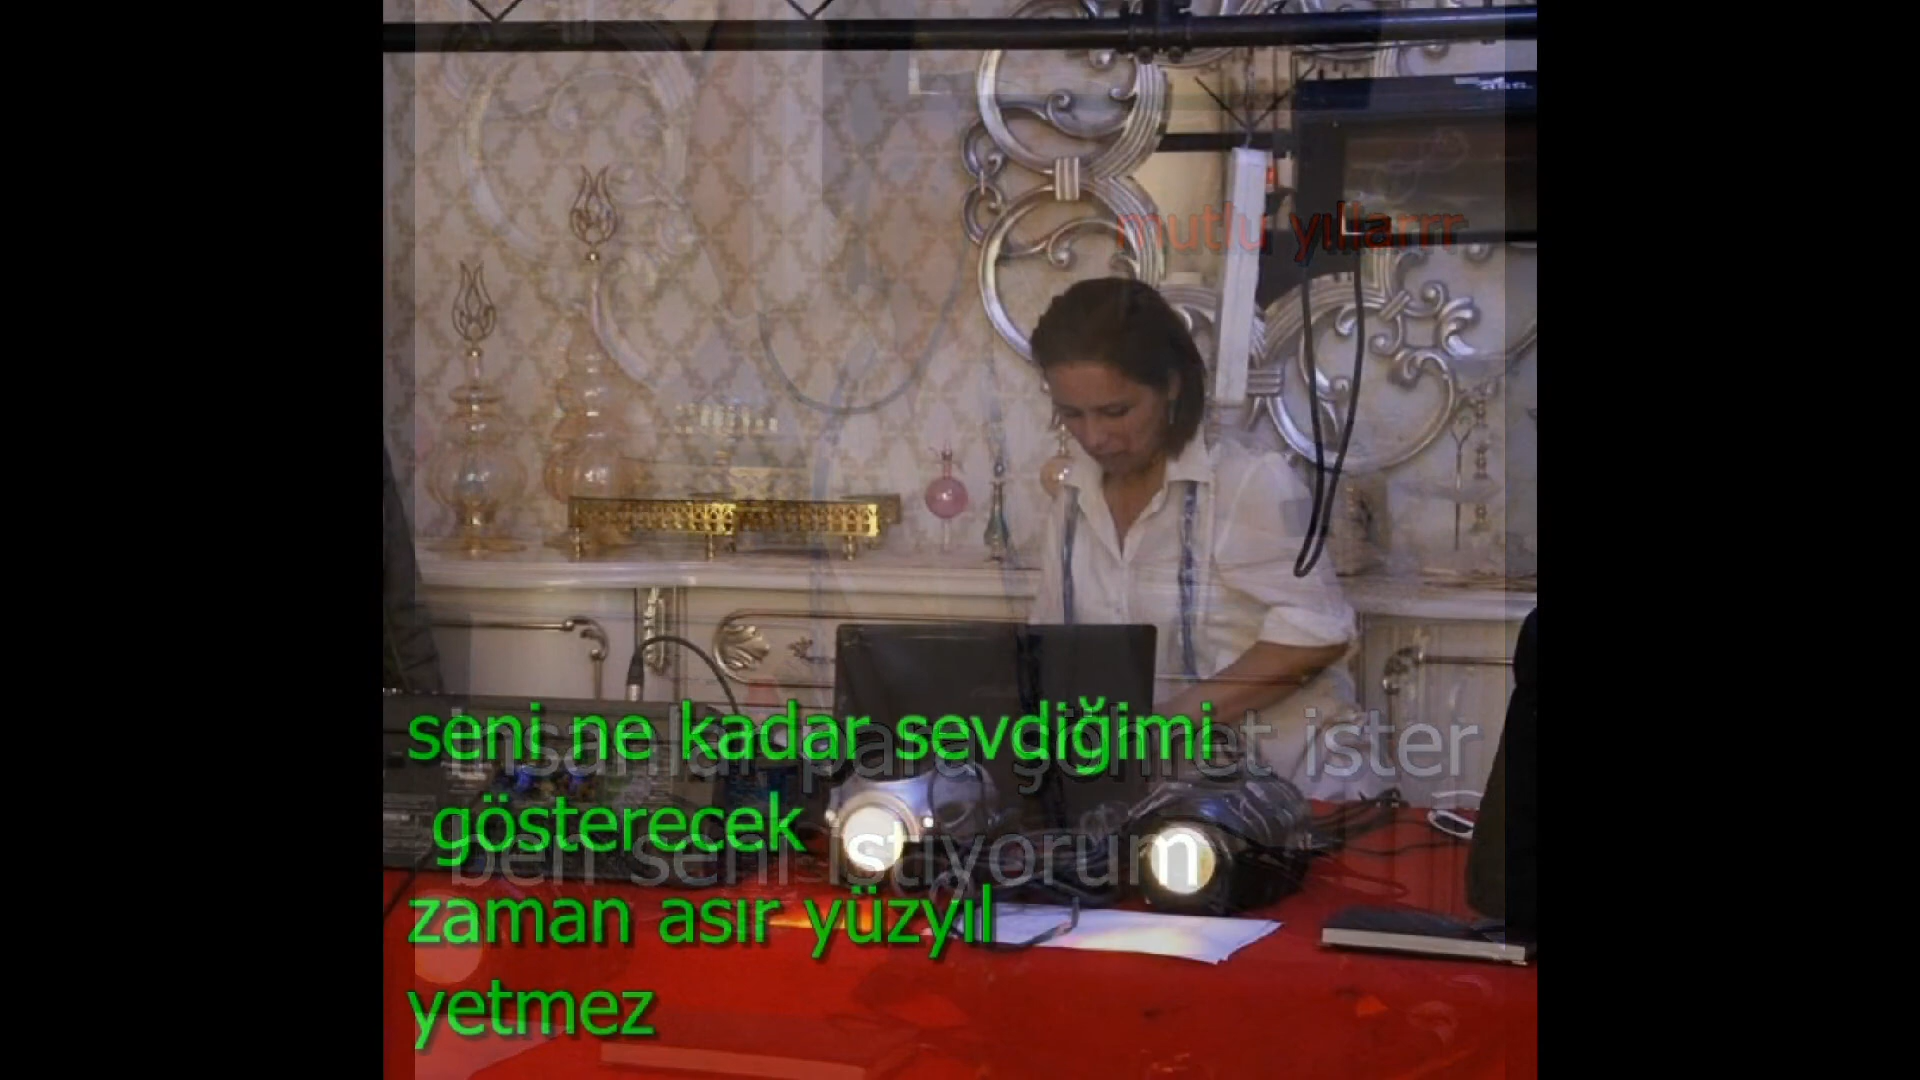 mutlu yıllarrr
seni ne kadar sevdiğimi
gösterecek
zaman asır yüzyıl
yetmez
insanlar para şöhret ister
ben seni istiyorum